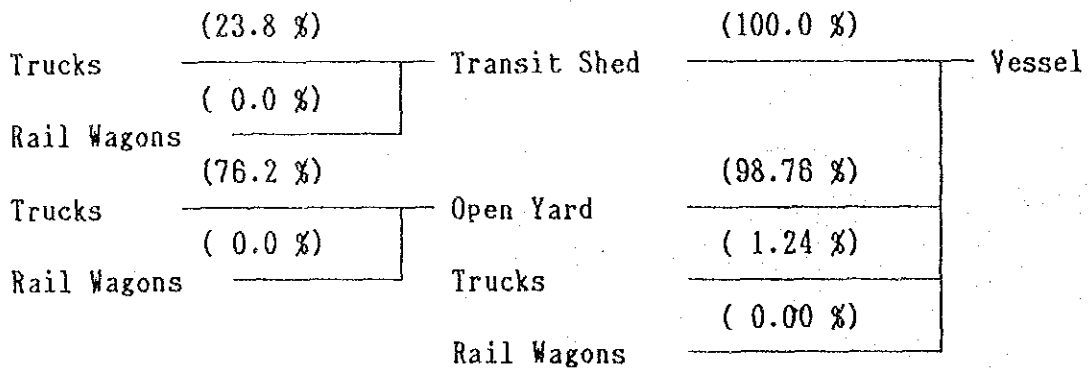 (23.8 %) (100.0 %)
Trucks Transit Shed Vessel
( 0.0 %)
Rail Wagons
(76.2 %) (98.76 %)
Trucks Open Yard
( 0.0 %) ( 1.24 %)
Rail Wagons Trucks
( 0.00 %)
Rail Wagons